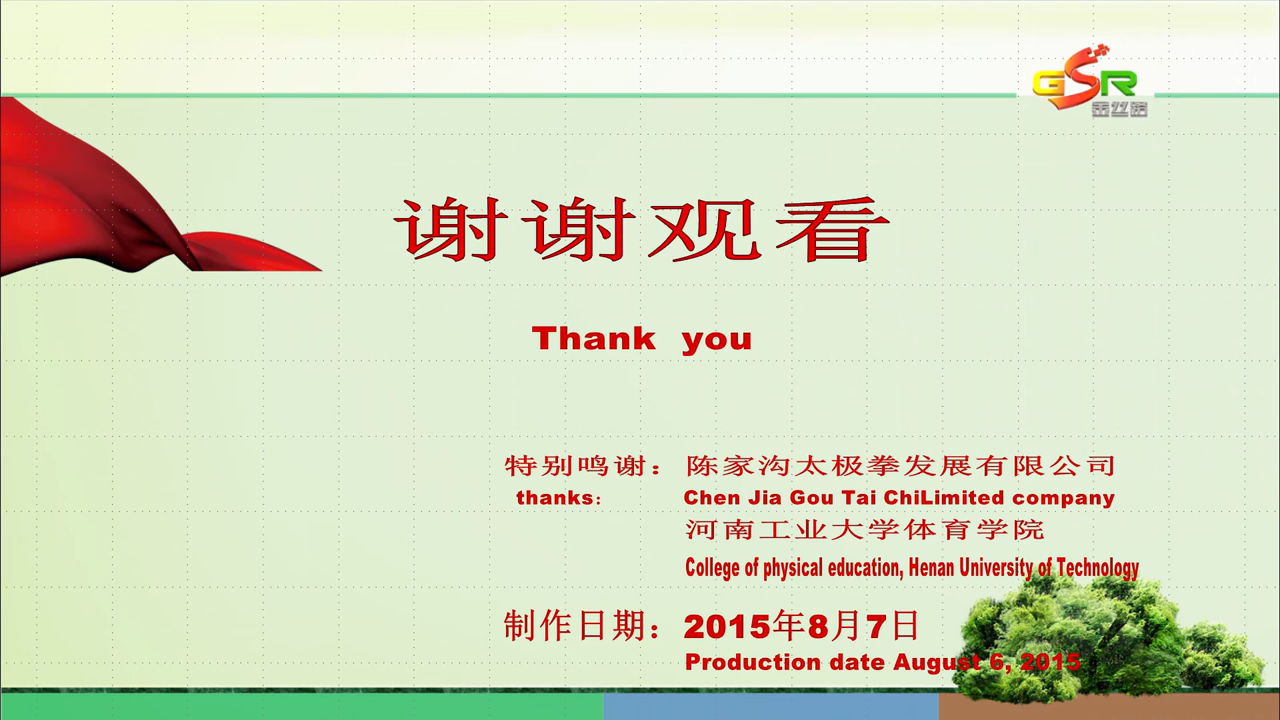 GSR
金丝路
谢谢观看
Thank you
特别鸣谢：陈家沟太极拳发展有限公司
thanks： Chen Jia Gou Tai ChiLimited company
河南工业大学体育学院
College of physical education, Henan University of Technology
制作日期：2015年8月7日
Production date August 6, 2015